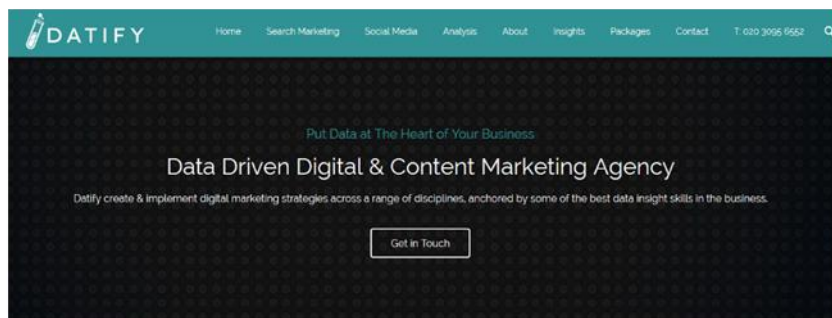 DATIFY
Home Search Marketing Social Media Analysis About Insights Packages Contact T: 020 3095 6552
Put Data at The Heart of Your Business
Data Driven Digital & Content Marketing Agency
Datify create & implement digital marketing strategies across a range of disciplines, anchored by some of the best data insight skills in the business.
Get in Touch